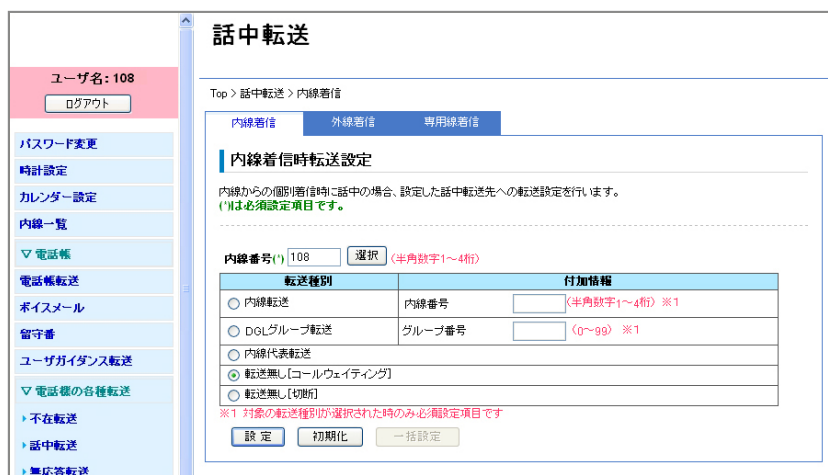 話中転送
ユーザ名：108
ログアウト
パスワード変更
時計設定
カレンダー設定
内線一覧
▽ 電話帳
電話帳転送
ボイスメール
留守番
ユーザガイダンス転送
▽ 電話機の各種転送
不在転送
話中転送
無応答転送
Top > 話中転送 > 内線着信
内線着信 外線着信 専用線着信
内線着信時転送設定
内線からの個別着信時に話中の場合、設定した話中転送先への転送設定を行います。
(*)は必須設定項目です。
内線番号(*) 108 選択 (半角数字1～4桁)
転送種別 付加情報
内線転送 内線番号 (半角数字1～4桁) ※1
DGLグループ転送 グループ番号 (0～99) ※1
内線代表転送
転送無し[コールウェイティング]
転送無し[切断]
※1 対象の転送種別が選択された時のみ必須設定項目です
設定 初期化 一括設定